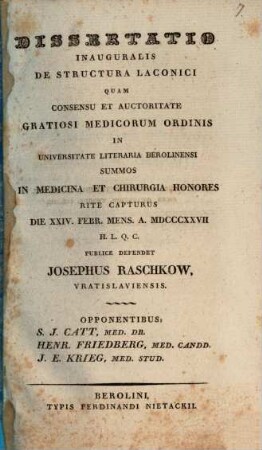 7
DISSERTATIO
INAUGURALIS
DE STRUCTURA LACONICI
QUAM
CONSENSU ET AUCTORITATE
GRATIOSI MEDICORUM ORDINIS
IN
UNIVERSITATE LITERARIA BEROLINENSI
SUMMOS
IN MEDICINA ET CHIRURGIA HONORES
RITE CAPTURUS
DIE XXIV. FEBR. MENS. A. MDCCCXXVII
H. L. Q. C.
PUBLICE DEFENDET
JOSEPHUS RASCHKOW,
VRATISLAVIENSIS.
OPPONENTIBUS:
S. J. CATT, MED. DR.
HENR. FRIEDBERG, MED. CANDD.
J. E. KRIEG, MED. STUD.
BEROLINI,
TYPIS FERDINANDI NIETACKII.